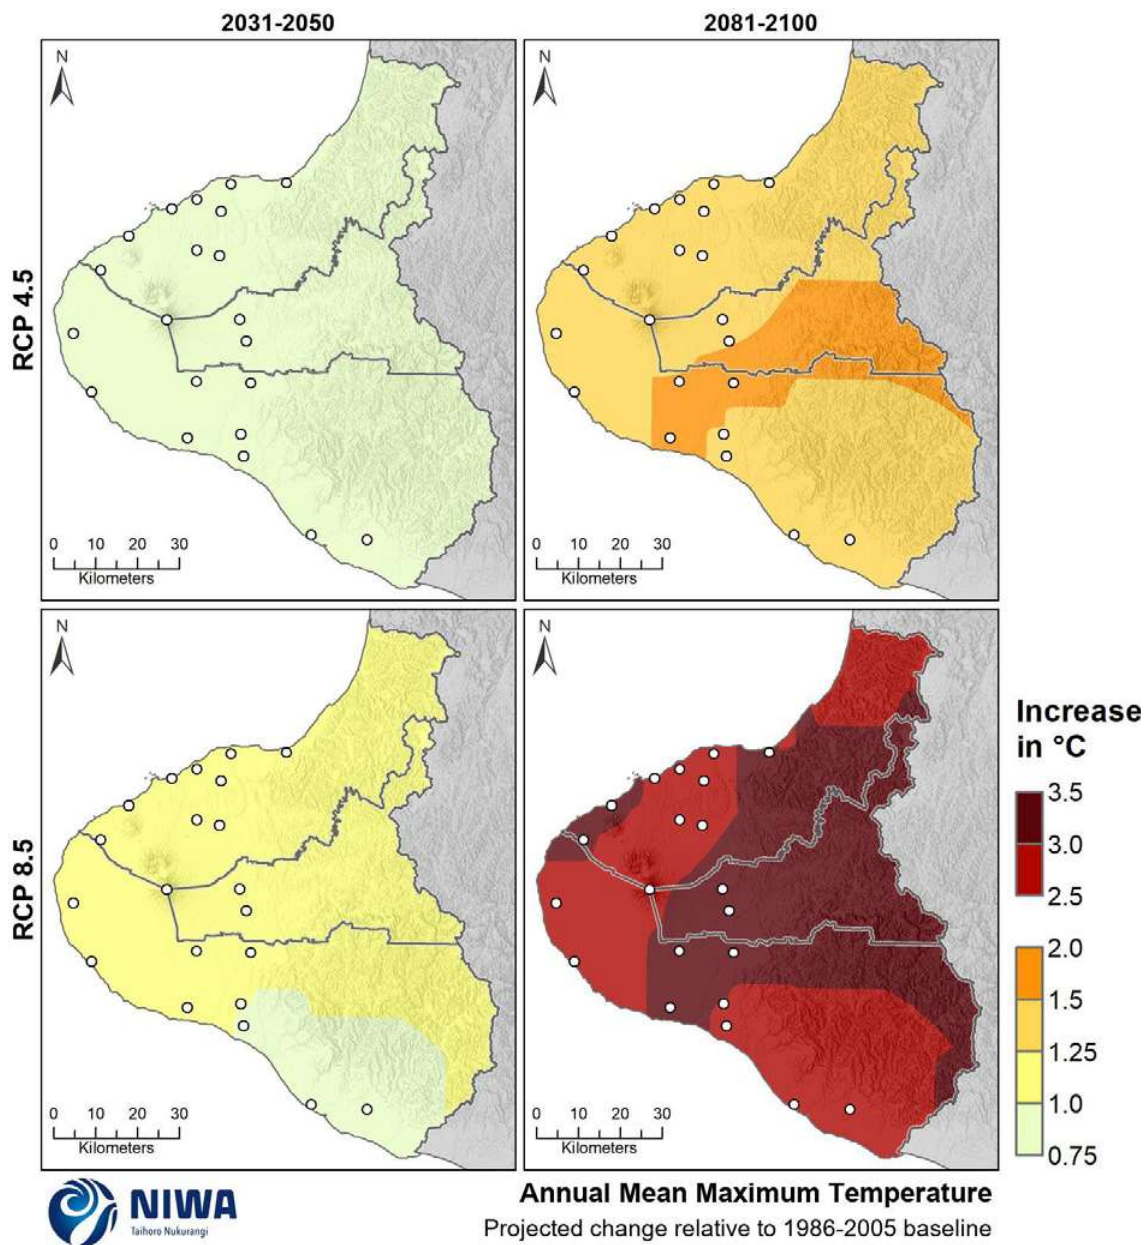 2031-2050
2081-2100
RCP 4.5
N
0 10 20 30
Kilometers
N
0 10 20 30
Kilometers
RCP 8.5
N
0 10 20 30
Kilometers
N
0 10 20 30
Kilometers
Increase
in °C
3.5
3.0
2.5
2.0
1.5
1.25
1.0
0.75
NIWA
Taihoro Nukurangi
Annual Mean Maximum Temperature
Projected change relative to 1986-2005 baseline